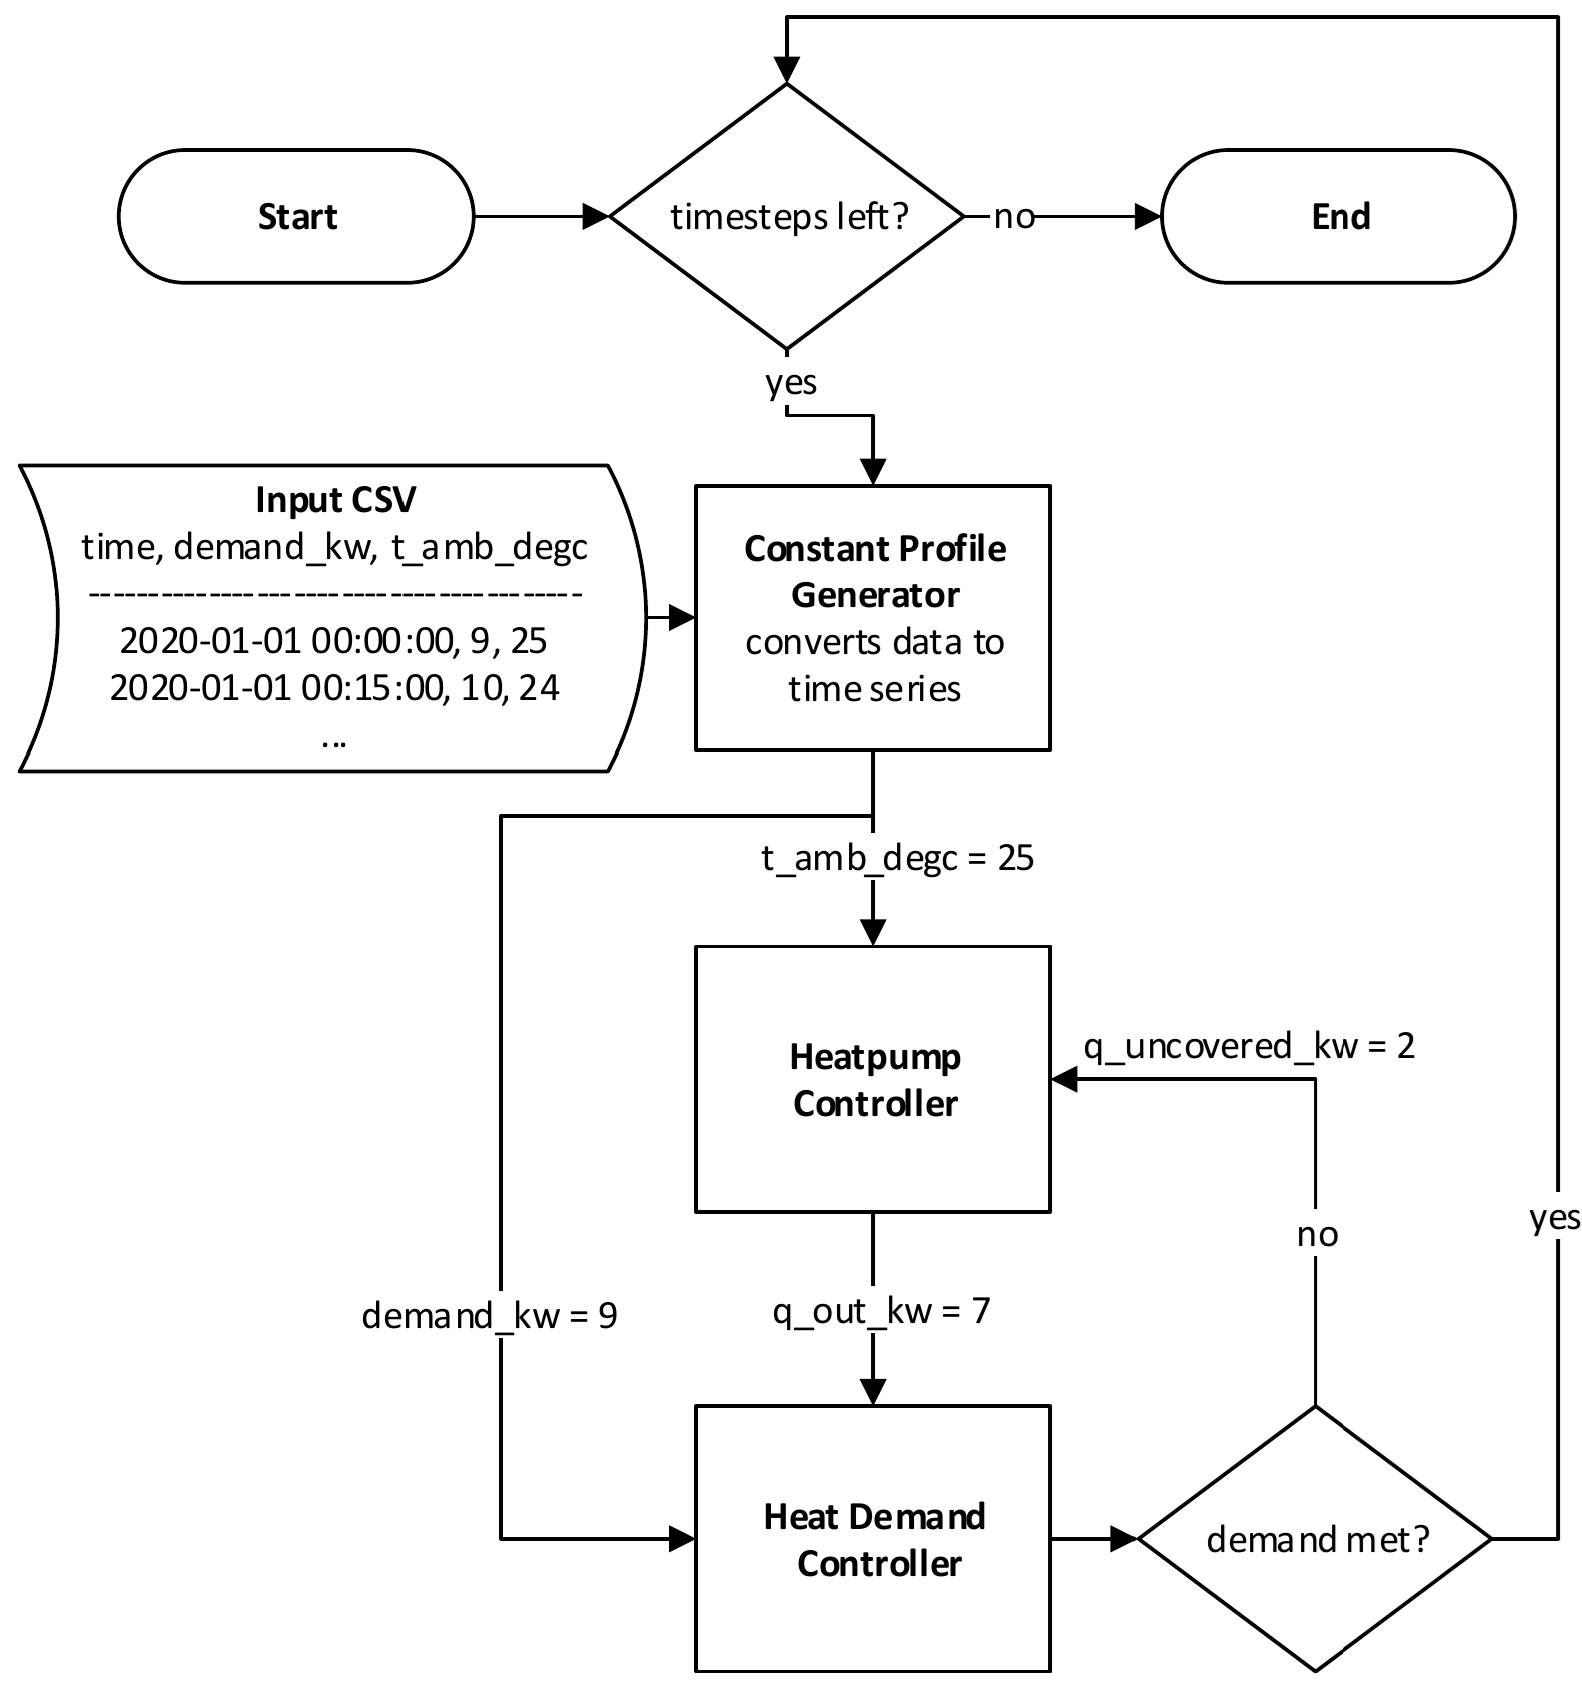 Start
timesteps left?
no
End
yes
Input CSV
time, demand_kw, t_amb_degc
------------------------------------------
2020-01-01 00:00:00, 9, 25
2020-01-01 00:15:00, 10, 24
...
Constant Profile
Generator
converts data to
time series
t_amb_degc = 25
Heatpump
Controller
q_uncovered_kw = 2
no
yes
demand_kw = 9
q_out_kw = 7
Heat Demand
Controller
demand met?